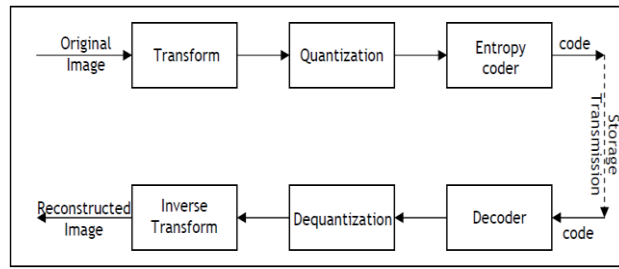 Original
Image
Transform
Quantization
Entropy
coder
code
Storage
Transmission
Reconstructed
Image
Inverse
Transform
Dequantization
Decoder
code